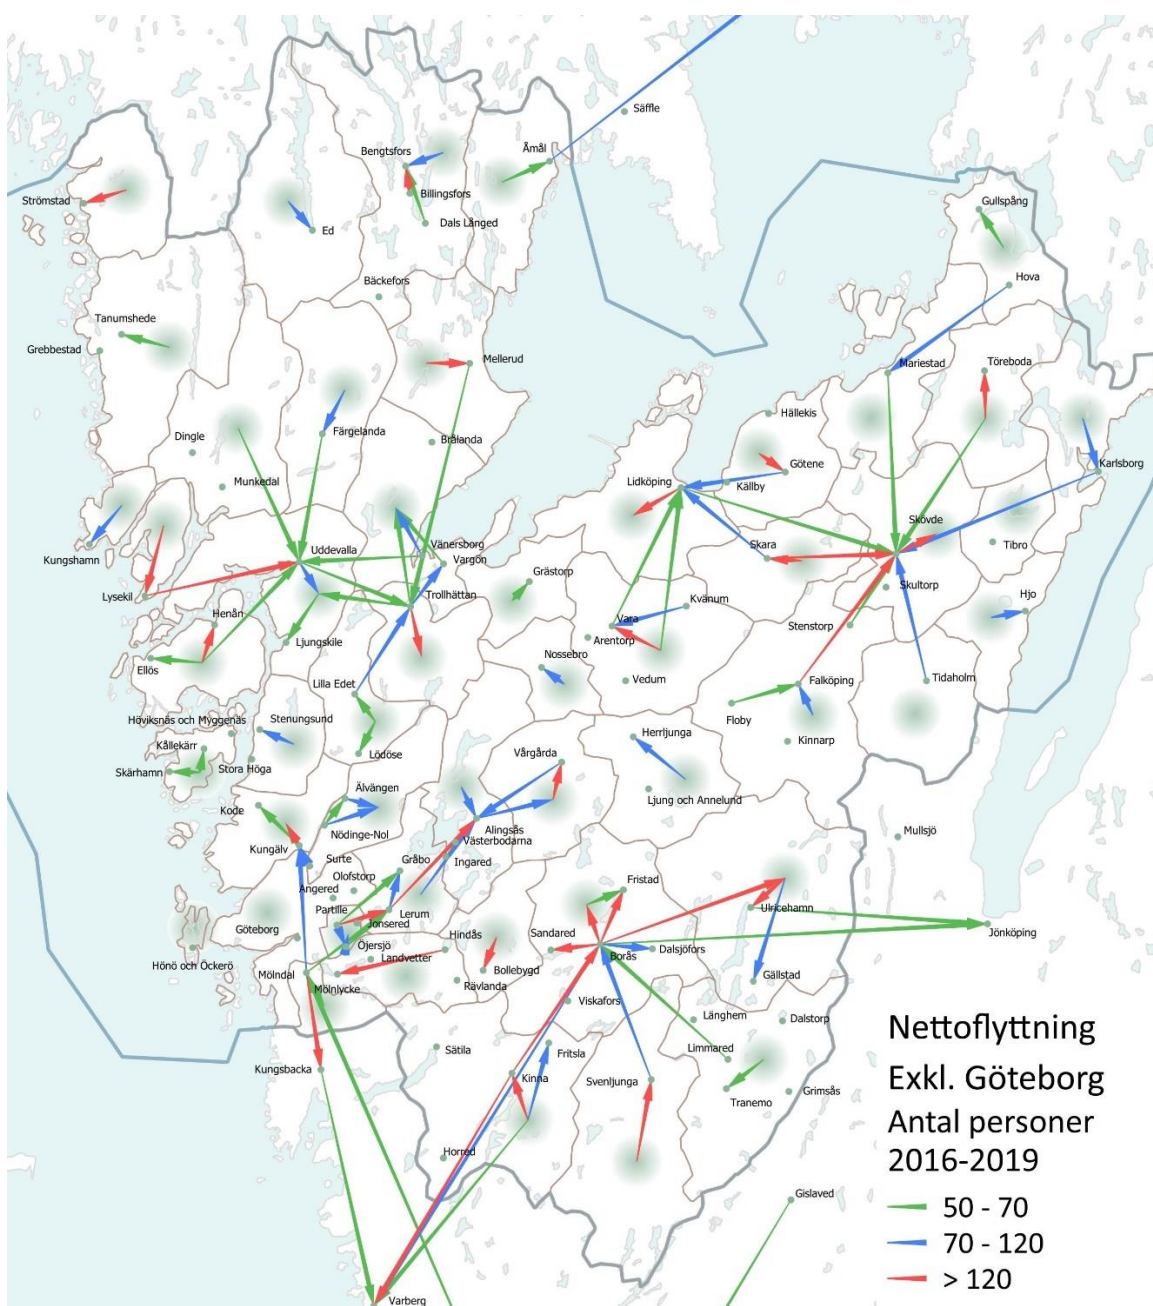 Säffle
Bengtsfors
Åmål
Billingsfors
Strömstad
Gullspång
Dals Långed
Ed
Hova
Bäckefors
Tanumshede
Grebbestad
Mellerud
Mariestad
Töreboda
Hällekis
Färgelanda
Dingle
Brålanda
Götene
Karlsborg
Munkedal
Lidköping
Källby
Skövde
Kungshamn
Uddevalla
Vänersborg
Skara
Tibro
Vargön
Grästorp
Skultorp
Lysekil
Trollhättan
Kvänum
Hjo
Henån
Vara
Stenstorp
Ljungskile
Arentorp
Ellös
Nossebro
Lilla Edet
Vedum
Falköping
Tidaholm
Höviksnäs och Myggenäs
Stenungsund
Floby
Kållekärr
Herrljunga
Kinnarp
Skärhamn
Stora Höga
Lödöse
Vårgårda
Älvängen
Ljung och Annelund
Kode
Nödinge-Nol
Alingsås
Mullsjö
Kungälv
Västerbodarna
Surte
Gråbo
Ingared
Olofstorp
Angered
Fristad
Partille
Lerum
Ulricehamn
Göteborg
Jonsered
Jönköping
Öjersjö
Hindås
Sandared
Hönö och Öckerö
Landvetter
Borås
Dalsjöfors
Mölndal
Bollebygd
Mölnlycke
Rävlanda
Gällstad
Viskafors
Länghem
Dalstorp
Nettoflyttning
Sätila
Fritsla
Limmared
Kungsbacka
Exkl. Göteborg
Kinna
Svenljunga
Tranemo
Grimsås
Antal personer
2016-2019
Horred
Gislaved
50 - 70
70 - 120
> 120
Varberg